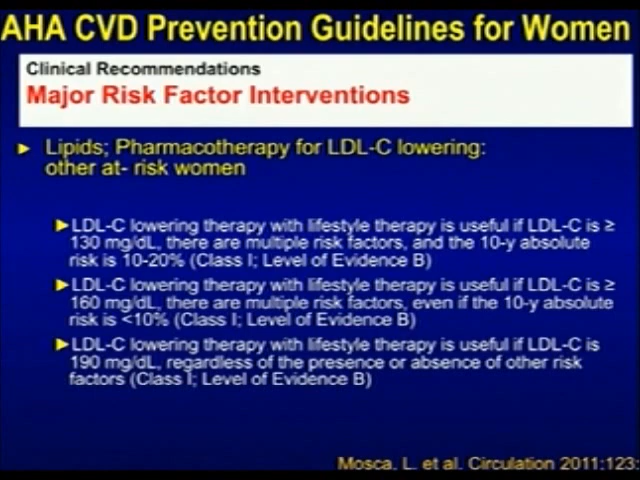 AHA CVD Prevention Guidelines for Women
Clinical Recommendations
Major Risk Factor Interventions
► Lipids; Pharmacotherapy for LDL-C lowering:
other at- risk women
►LDL-C lowering therapy with lifestyle therapy is useful if LDL-C is ≥
130 mg/dL, there are multiple risk factors, and the 10-y absolute
risk is 10-20% (Class I; Level of Evidence B)
►LDL-C lowering therapy with lifestyle therapy is useful if LDL-C is ≥
160 mg/dL, there are multiple risk factors, even if the 10-y absolute
risk is <10% (Class I; Level of Evidence B)
►LDL-C lowering therapy with lifestyle therapy is useful if LDL-C is
190 mg/dL, regardless of the presence or absence of other risk
factors (Class I; Level of Evidence B)
Mosca, L. et al. Circulation 2011:123: